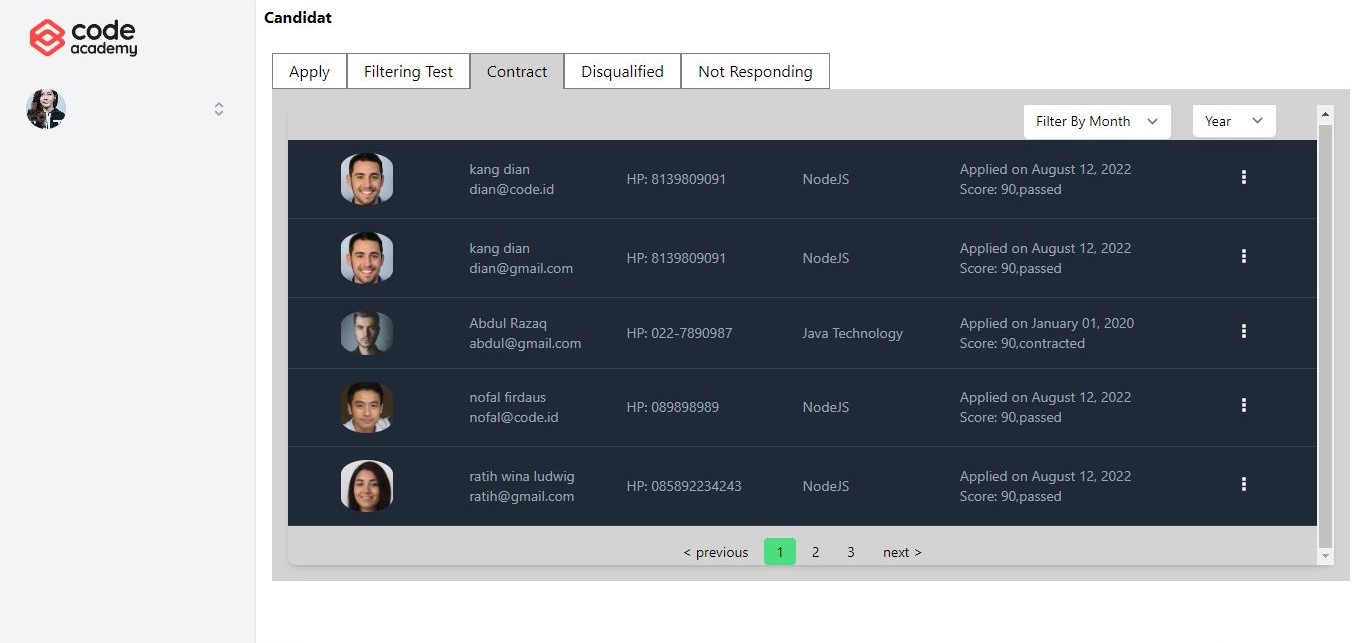 code
academy
Candidat
Apply
Filtering Test
Contract
Disqualified
Not Responding
Filter By Month
Year
kang dian
dian@code.id
HP: 8139809091
NodeJS
Applied on August 12, 2022
Score: 90,passed
kang dian
dian@gmail.com
HP: 8139809091
NodeJS
Applied on August 12, 2022
Score: 90,passed
Abdul Razaq
abdul@gmail.com
HP: 022-7890987
Java Technology
Applied on January 01, 2020
Score: 90,contracted
nofal firdaus
nofal@code.id
HP: 089898989
NodeJS
Applied on August 12, 2022
Score: 90,passed
ratih wina ludwig
ratih@gmail.com
HP: 085892234243
NodeJS
Applied on August 12, 2022
Score: 90,passed
< previous 1 2 3 next >